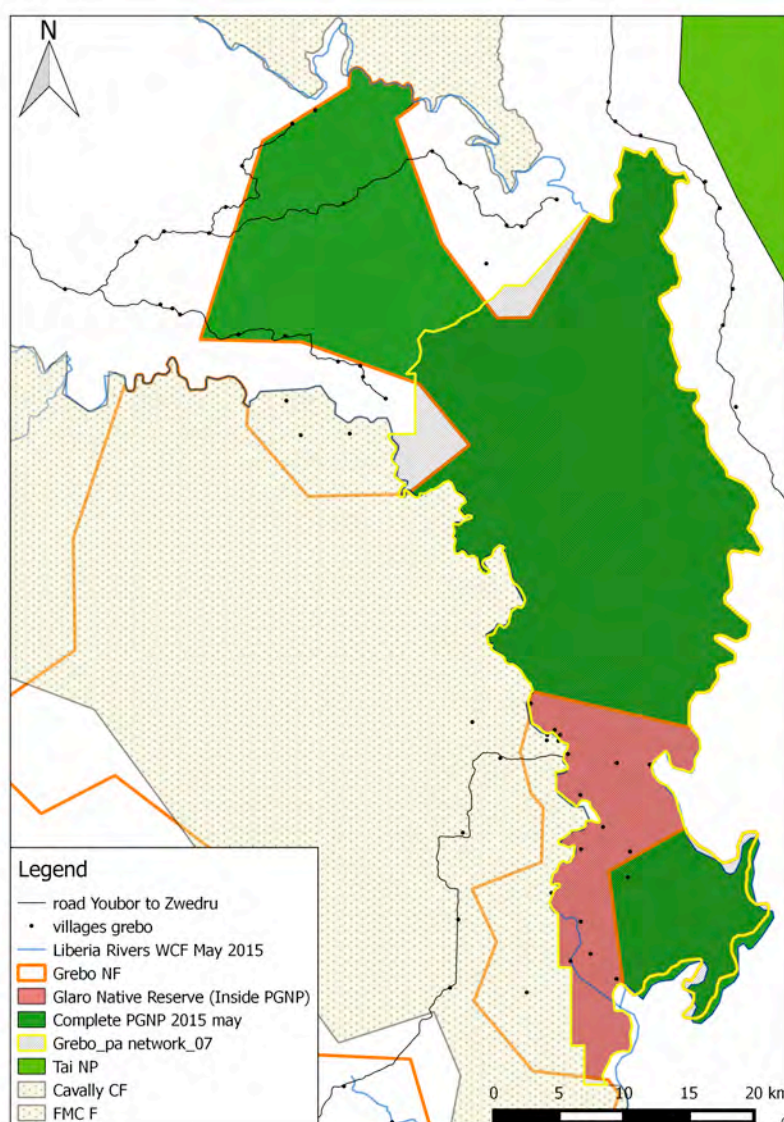 N
Legend
road Youbor to Zwedru
villages grebo
Liberia Rivers WCF May 2015
Grebo NF
Glaro Native Reserve (Inside PGNP)
Complete PGNP 2015 may
Grebo_pa network_07
Tai NP
Cavally CF
FMC F
0 5 10 15 20 km